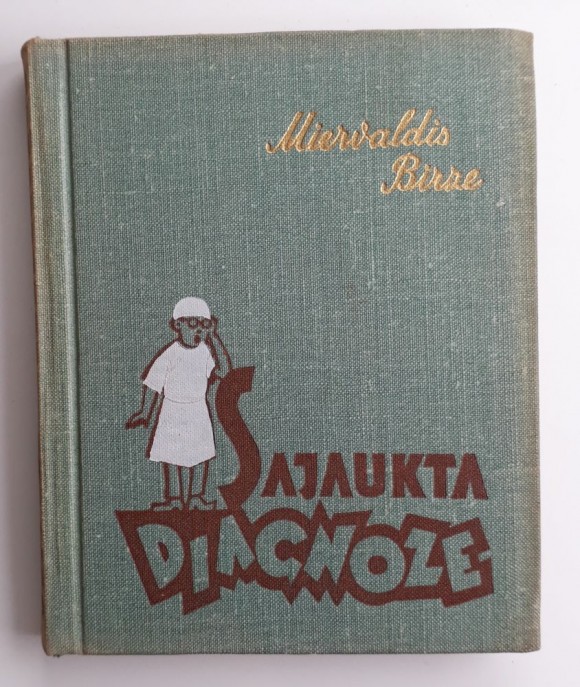 Miervaldis
Birze
SAJAUKTA
DIAGNOZE